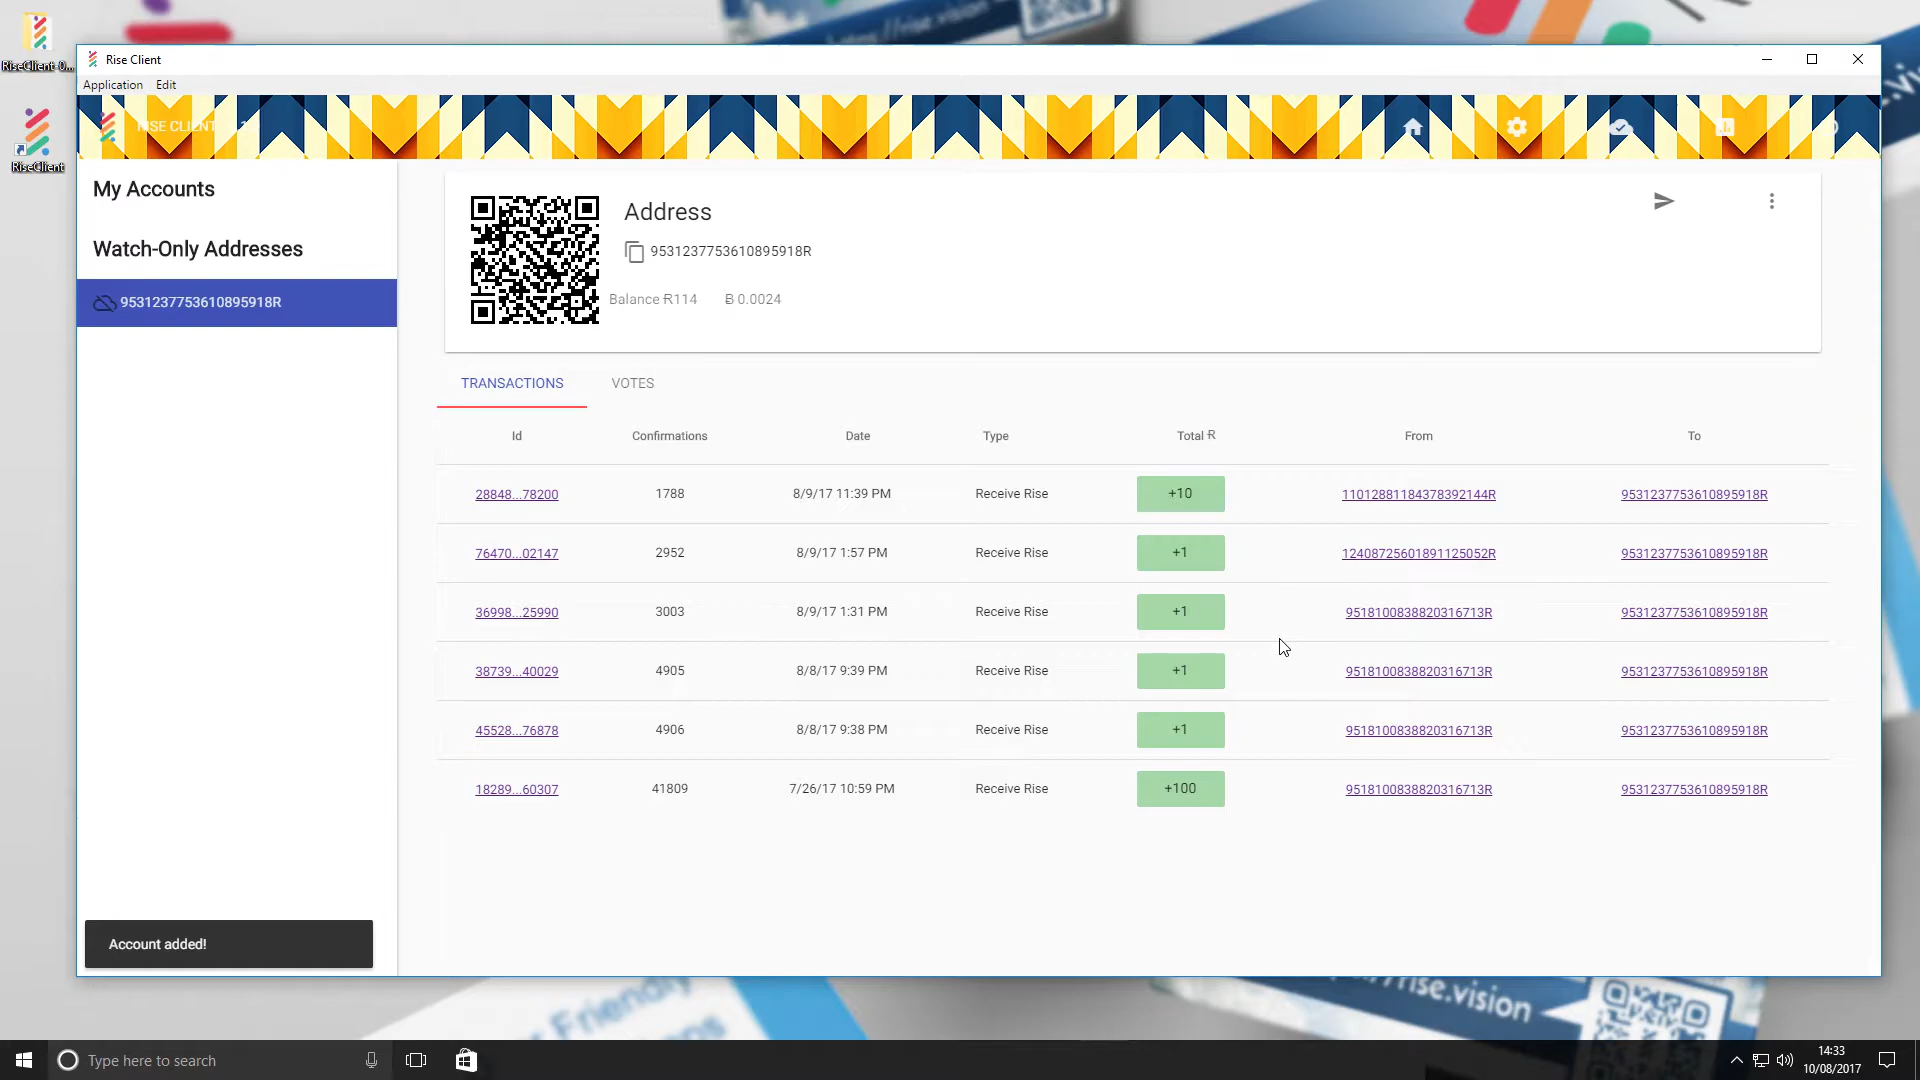 RiseClient-0...
RiseClient
Rise Client
Application Edit
RISE CLIENT
My Accounts
Watch-Only Addresses
9531237753610895918R
Address
9531237753610895918R
Balance Ɍ114 Ƀ 0.0024
TRANSACTIONS VOTES
Id Confirmations Date Type Total Ɍ From To
28848...78200 1788 8/9/17 11:39 PM Receive Rise +10 11012881184378392144R 9531237753610895918R
76470...02147 2952 8/9/17 1:57 PM Receive Rise +1 12408725601891125052R 9531237753610895918R
36998...25990 3003 8/9/17 1:31 PM Receive Rise +1 9518100838820316713R 9531237753610895918R
38739...40029 4905 8/8/17 9:39 PM Receive Rise +1 9518100838820316713R 9531237753610895918R
45528...76878 4906 8/8/17 9:38 PM Receive Rise +1 9518100838820316713R 9531237753610895918R
18289...60307 41809 7/26/17 10:59 PM Receive Rise +100 9518100838820316713R 9531237753610895918R
Account added!
Friendly
rise.vision
Type here to search
14:33
10/08/2017